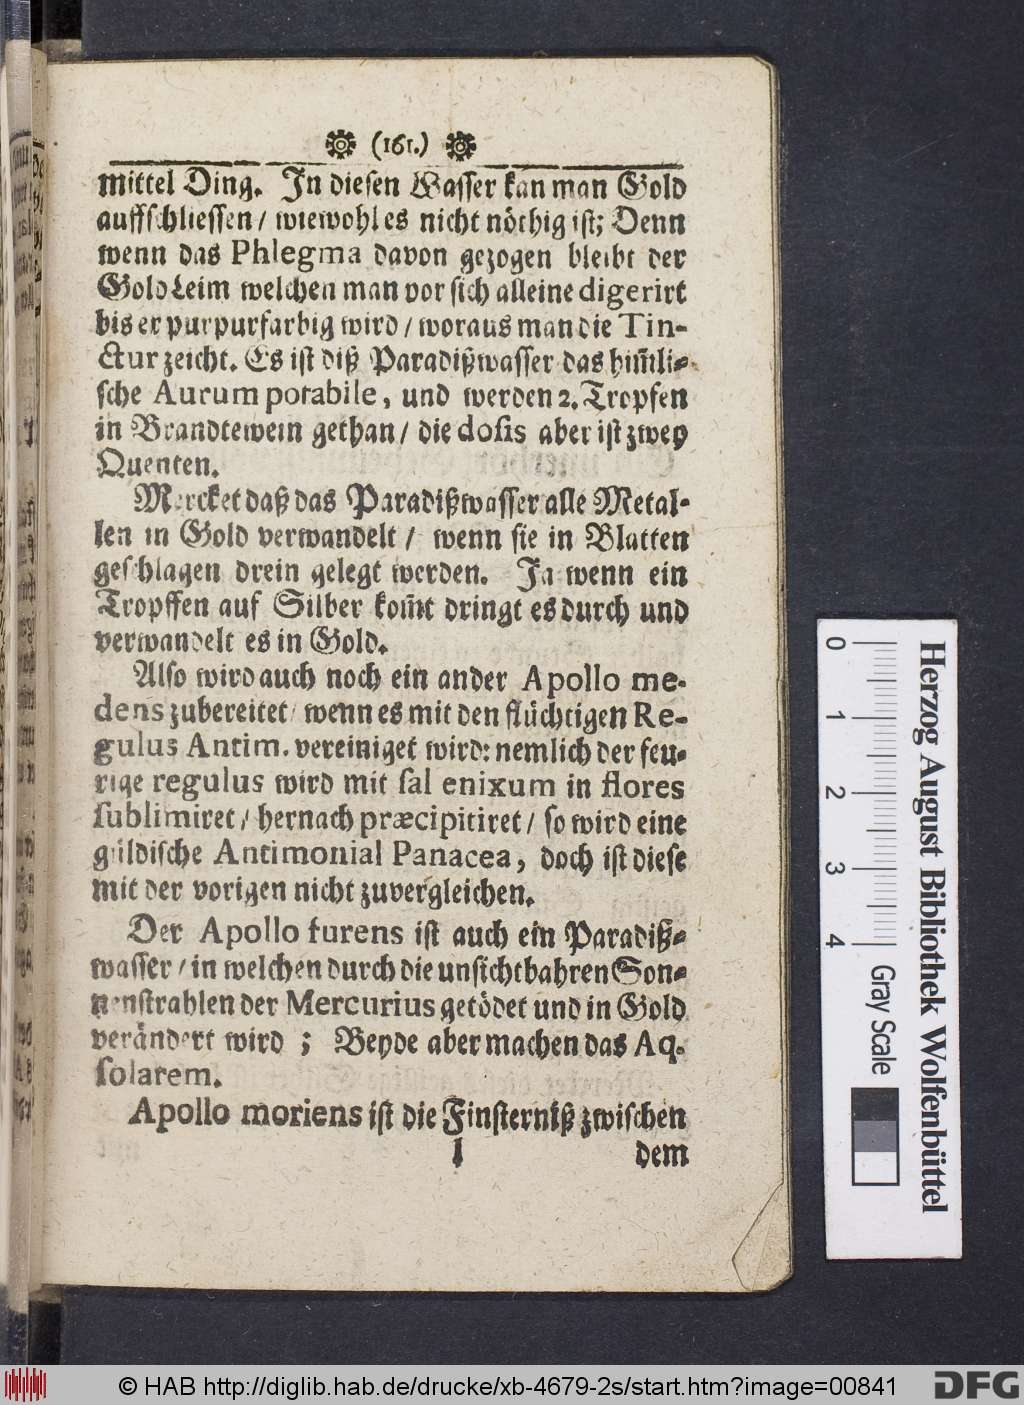 (161.)
mittel Ding. In diesen Wasser kan man Gold
auffschliessen / wiewohl es nicht nöthig ist; Denn
wenn das Phlegma davon gezogen bleibt der
Gold Leim welchen man vor sich alleine digerirt
bis er purpurfarbig wird / woraus man die Tin-
ctur zeicht. Es ist diß Paradißwasser das him̃li-
sche Aurum potabile, und werden 2. Tropfen
in Brandtewein gethan / die dosis aber ist zwey
Quenten.
Mercket daß das Paradißwasser alle Metal-
len in Gold verwandelt / wenn sie in Blatten
geschlagen drein gelegt werden. Ja wenn ein
Tropffen auf Silber kom̃t dringt es durch und
verwandelt es in Gold.
Also wird auch noch ein ander Apollo me-
dens zubereitet / wenn es mit den flüchtigen Re-
gulus Antim. vereiniget wird: nemlich der feu-
rige regulus wird mit sal enixum in flores
sublimiret / hernach præcipitiret / so wird eine
güldische Antimonial Panacea, doch ist diese
mit der vorigen nicht zuvergleichen.
Der Apollo furens ist auch ein Paradiß-
wasser / in welchen durch die unsichtbahren Son-
nenstrahlen der Mercurius getödet und in Gold
verändert wird ; Beyde aber machen das Aq.
solarem.
Apollo moriens ist die Finsterniß zwischen
l dem
Herzog August Bibliothek Wolfenbüttel
0 1 2 3 4 Gray Scale
© HAB http://diglib.hab.de/drucke/xb-4679-2s/start.htm?image=00841
DFG